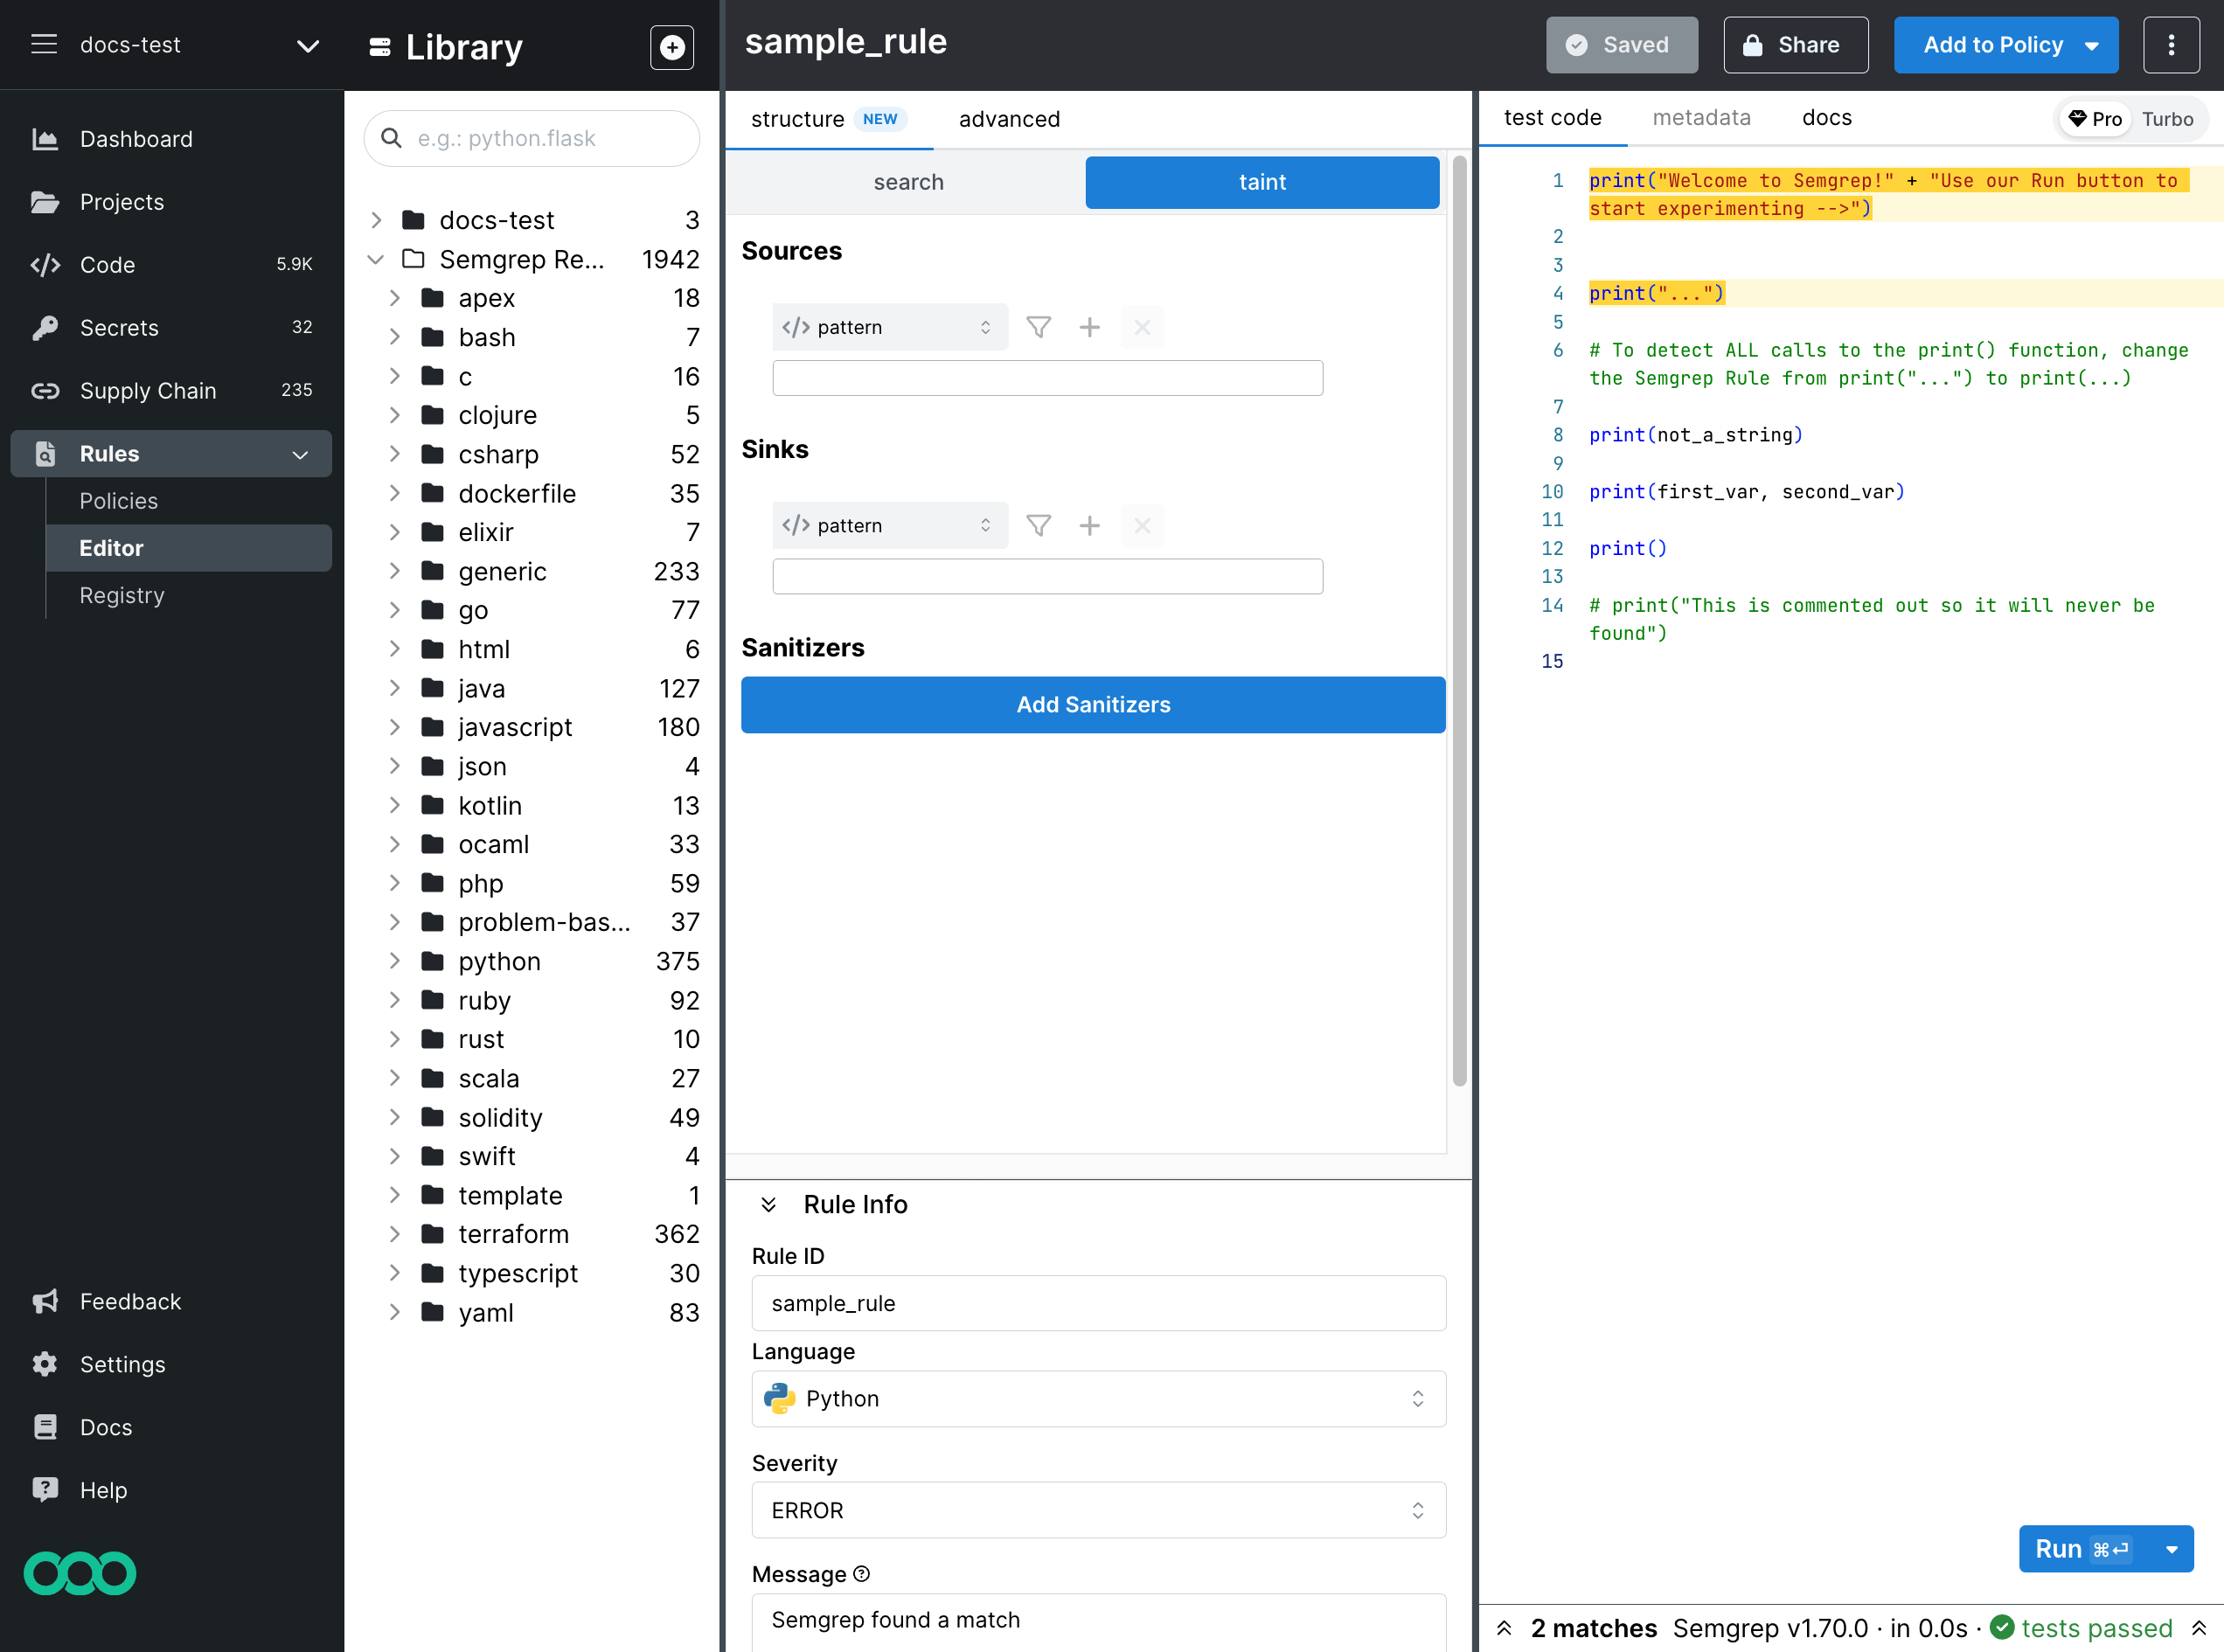 docs-test
Dashboard
Projects
Code 5.9K
Secrets 32
Supply Chain 235
Rules
Policies
Editor
Registry
Feedback
Settings
Docs
Help
Library
e.g.: python.flask
docs-test 3
Semgrep Re... 1942
apex 18
bash 7
c 16
clojure 5
csharp 52
dockerfile 35
elixir 7
generic 233
go 77
html 6
java 127
javascript 180
json 4
kotlin 13
ocaml 33
php 59
problem-bas... 37
python 375
ruby 92
rust 10
scala 27
solidity 49
swift 4
template 1
terraform 362
typescript 30
yaml 83
sample_rule
Saved
Share
Add to Policy
structure NEW
advanced
search
taint
Sources
</> pattern
Sinks
</> pattern
Sanitizers
Add Sanitizers
Rule Info
Rule ID
sample_rule
Language
Python
Severity
ERROR
Message
Semgrep found a match
test code
metadata
docs
Pro
Turbo
1 print("Welcome to Semgrep!" + "Use our Run button to
start experimenting -->")
2
3
4 print("...")
5
6 # To detect ALL calls to the print() function, change
the Semgrep Rule from print("...") to print(...)
7
8 print(not_a_string)
9
10 print(first_var, second_var)
11
12 print()
13
14 # print("This is commented out so it will never be
found")
15
Run ⌘⏎
2 matches Semgrep v1.70.0 · in 0.0s · tests passed